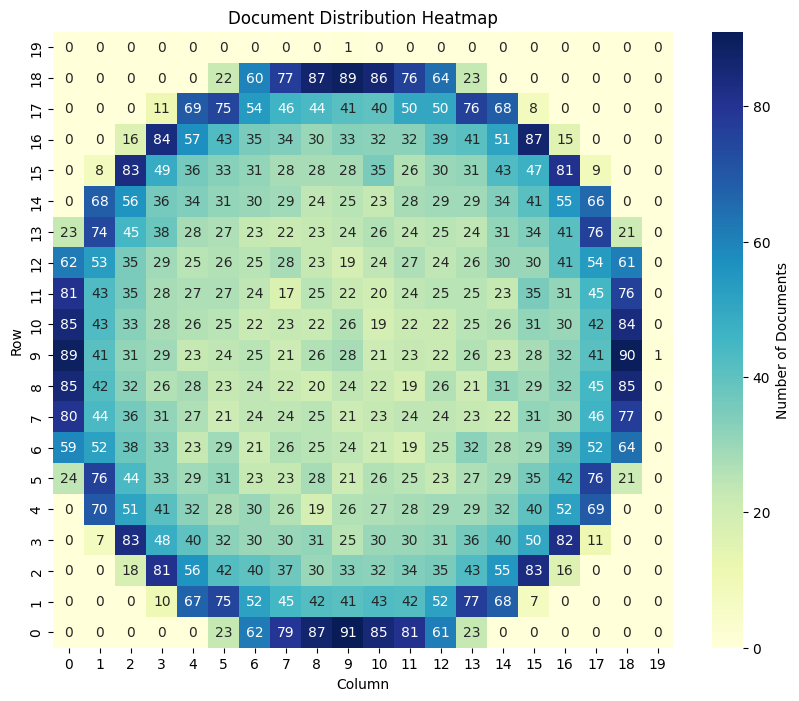 Document Distribution Heatmap
19 0 0 0 0 0 0 0 0 0 1 0 0 0 0 0 0 0 0 0 0
18 0 0 0 0 0 22 60 77 87 89 86 76 64 23 0 0 0 0 0 0
17 0 0 0 11 69 75 54 46 44 41 40 50 50 76 68 8 0 0 0 0
16 0 0 16 84 57 43 35 34 30 33 32 32 39 41 51 87 15 0 0 0
15 0 8 83 49 36 33 31 28 28 28 35 26 30 31 43 47 81 9 0 0
14 0 68 56 36 34 31 30 29 24 25 23 28 29 29 34 41 55 66 0 0
13 23 74 45 38 28 27 23 22 23 24 26 24 25 24 31 34 41 76 21 0
12 62 53 35 29 25 26 25 28 23 19 24 27 24 26 30 30 41 54 61 0
11 81 43 35 28 27 27 24 17 25 22 20 24 25 25 23 35 31 45 76 0
10 85 43 33 28 26 25 22 23 22 26 19 22 22 25 26 31 30 42 84 0
9 89 41 31 29 23 24 25 21 26 28 21 23 22 26 23 28 32 41 90 1
8 85 42 32 26 28 23 24 22 20 24 22 19 26 21 31 29 32 45 85 0
7 80 44 36 31 27 21 24 24 25 21 23 24 24 23 22 31 30 46 77 0
6 59 52 38 33 23 29 21 26 25 24 21 19 25 32 28 29 39 52 64 0
5 24 76 44 33 29 31 23 23 28 21 26 25 23 27 29 35 42 76 21 0
4 0 70 51 41 32 28 30 26 19 26 27 28 29 29 32 40 52 69 0 0
3 0 7 83 48 40 32 30 30 31 25 30 30 31 36 40 50 82 11 0 0
2 0 0 18 81 56 42 40 37 30 33 32 34 35 43 55 83 16 0 0 0
1 0 0 0 10 67 75 52 45 42 41 43 42 52 77 68 7 0 0 0 0
0 0 0 0 0 0 23 62 79 87 91 85 81 61 23 0 0 0 0 0 0
0 1 2 3 4 5 6 7 8 9 10 11 12 13 14 15 16 17 18 19
Column
Row
80
60
40
20
0
Number of Documents